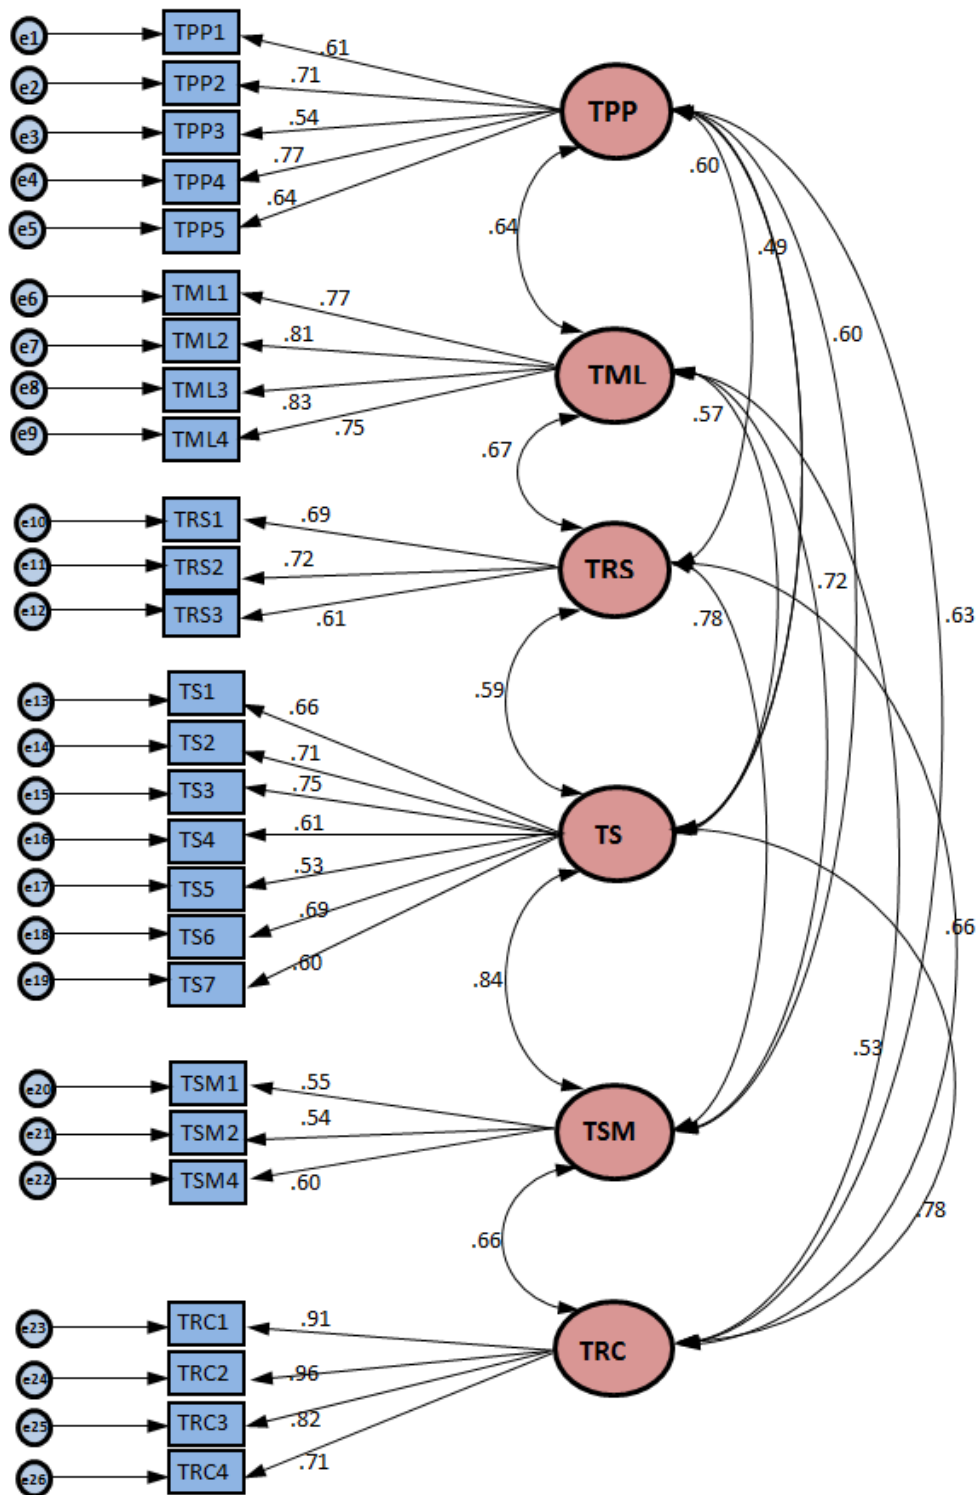 e1 TPP1 .61
e2 TPP2 .71
e3 TPP3 .54
e4 TPP4 .77
e5 TPP5 .64
TPP
.60
.64
.49
e6 TML1 .77
e7 TML2 .81
e8 TML3 .83
e9 TML4 .75
TML
.60
.57
.67
e10 TRS1 .69
e11 TRS2 .72
e12 TRS3 .61
TRS
.72
.78
.63
.59
e13 TS1 .66
e14 TS2 .71
e15 TS3 .75
e16 TS4 .61
e17 TS5 .53
e18 TS6 .69
e19 TS7 .60
TS
.66
.84
.53
e20 TSM1 .55
e21 TSM2 .54
e22 TSM4 .60
TSM
.78
.66
e23 TRC1 .91
e24 TRC2 .96
e25 TRC3 .82
e26 TRC4 .71
TRC